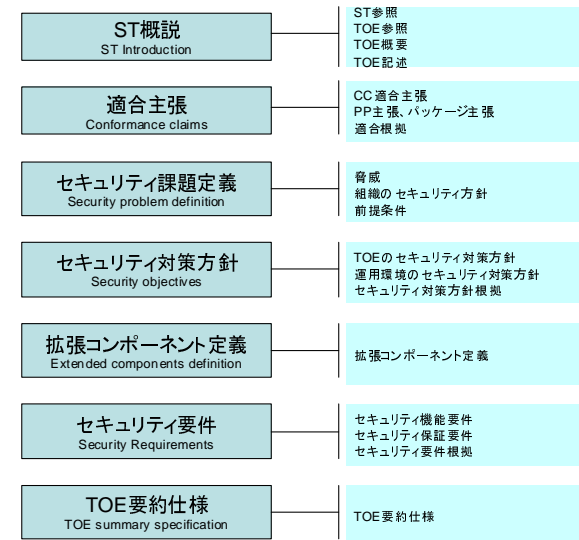 ST概説
ST Introduction
ST参照
TOE参照
TOE概要
TOE記述
適合主張
Conformance claims
CC適合主張
PP主張、パッケージ主張
適合根拠
セキュリティ課題定義
Security problem definition
脅威
組織のセキュリティ方針
前提条件
セキュリティ対策方針
Security objectives
TOEのセキュリティ対策方針
運用環境のセキュリティ対策方針
セキュリティ対策方針根拠
拡張コンポーネント定義
Extended components definition
拡張コンポーネント定義
セキュリティ要件
Security Requirements
セキュリティ機能要件
セキュリティ保証要件
セキュリティ要件根拠
TOE要約仕様
TOE summary specification
TOE要約仕様